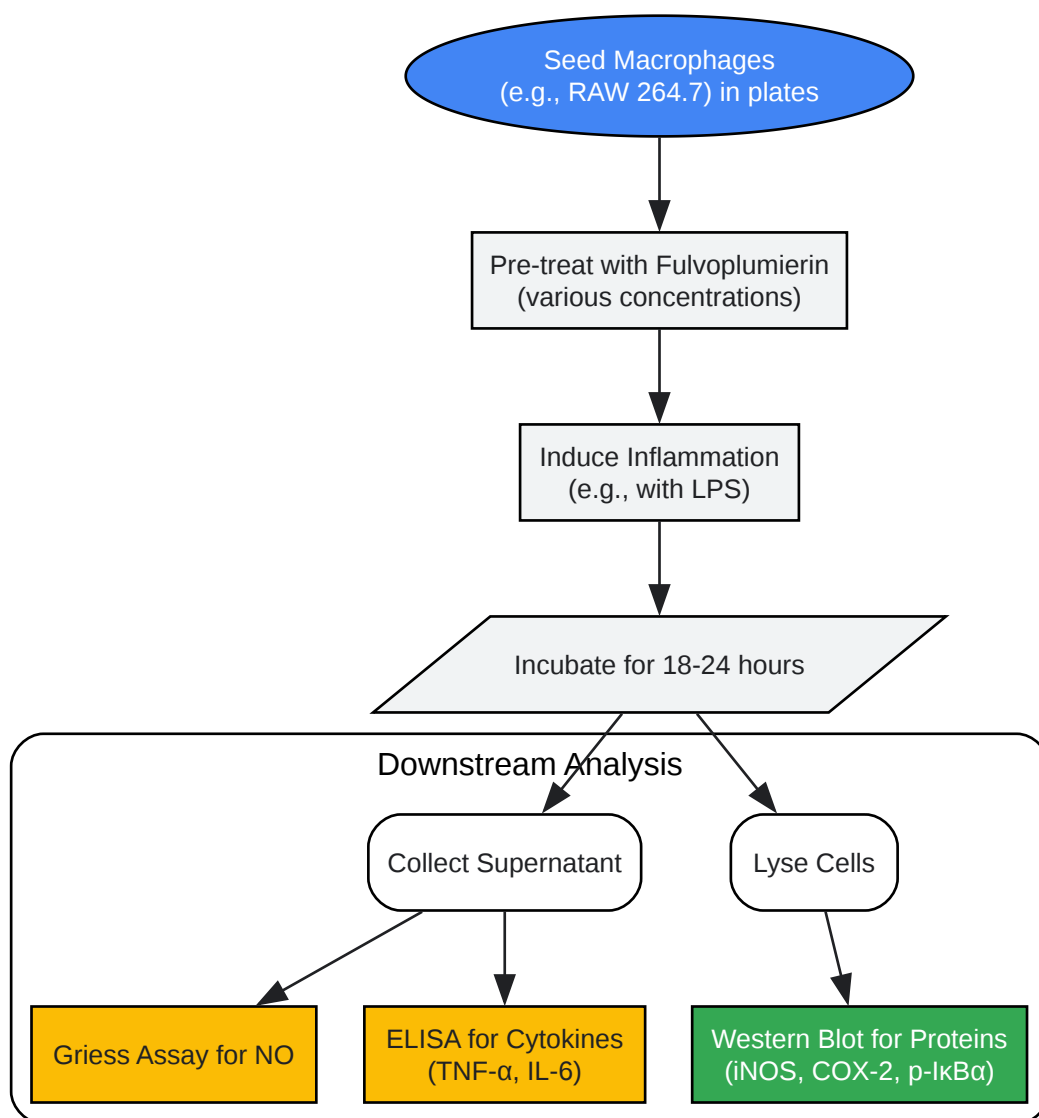 Seed Macrophages
(e.g., RAW 264.7) in plates
Pre-treat with Fulvoplumierin
(various concentrations)
Induce Inflammation
(e.g., with LPS)
Incubate for 18-24 hours
Downstream Analysis
Collect Supernatant
Lyse Cells
Griess Assay for NO
ELISA for Cytokines
(TNF-α, IL-6)
Western Blot for Proteins
(iNOS, COX-2, p-IκBα)